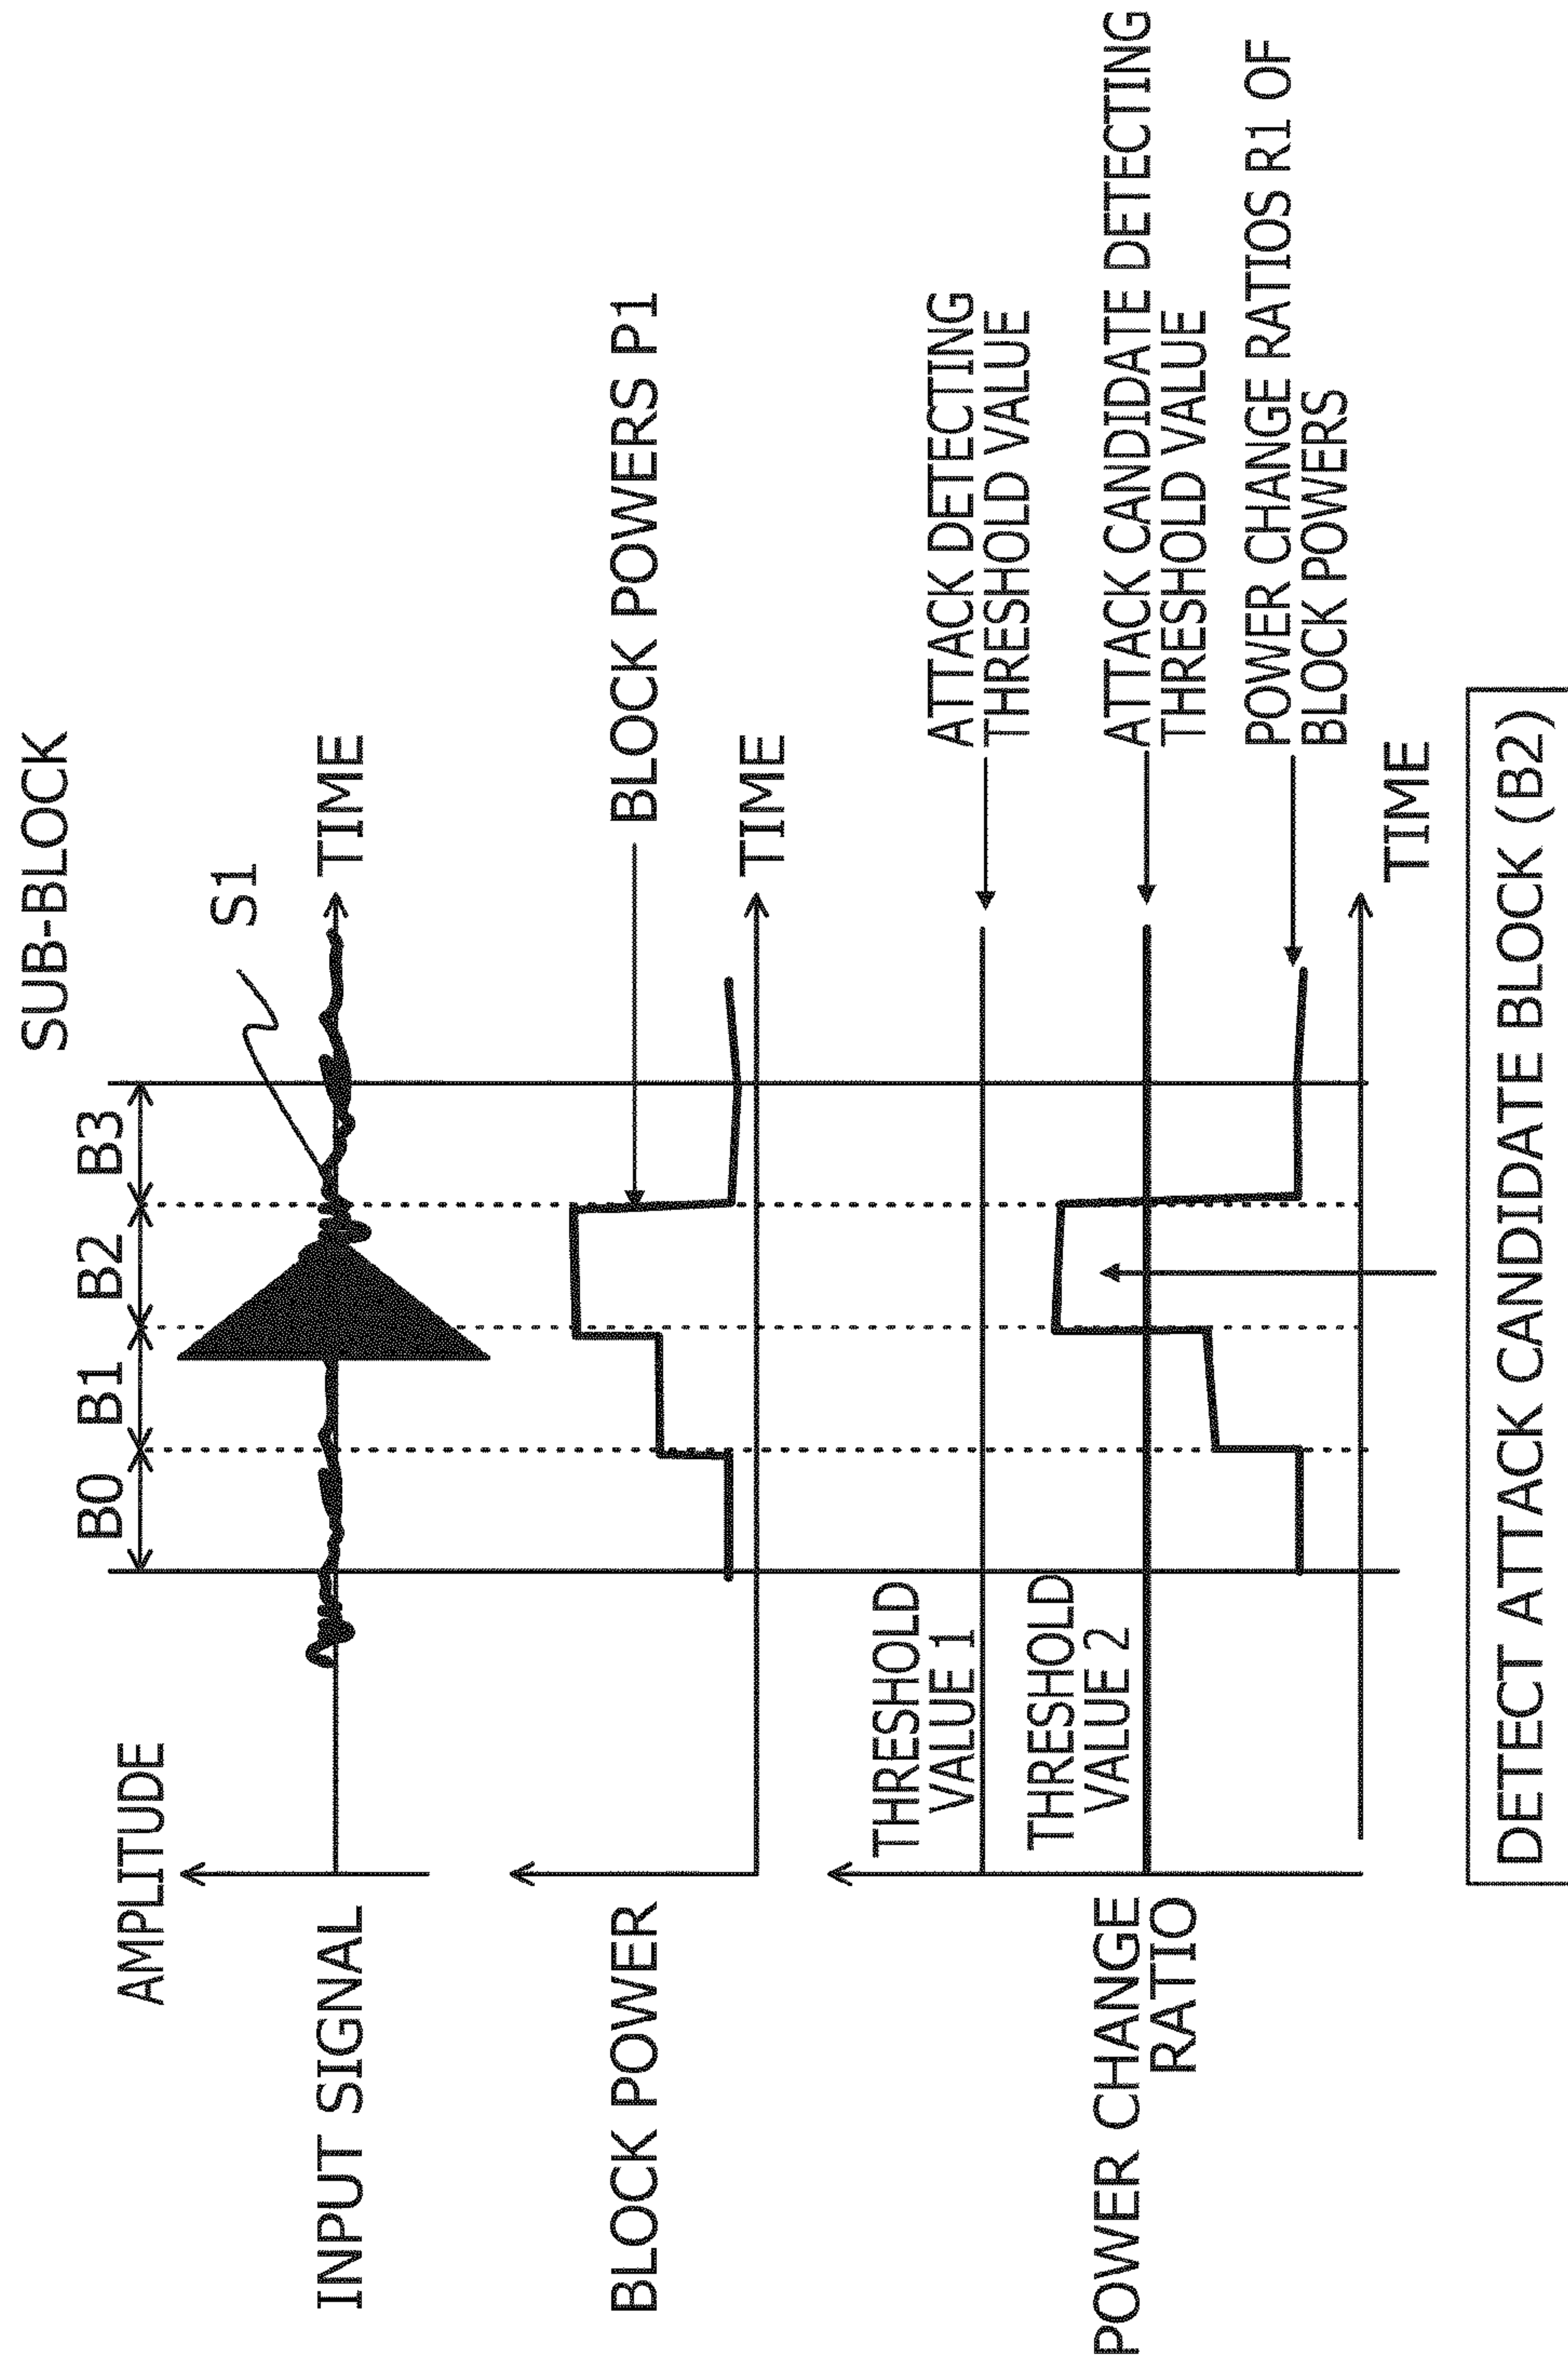 SUB-BLOCK
B0
B1
B2
B3
AMPLITUDE
S1
INPUT SIGNAL
TIME
BLOCK POWER
BLOCK POWERS P1
TIME
THRESHOLD
VALUE 1
ATTACK DETECTING
THRESHOLD VALUE
THRESHOLD
VALUE 2
ATTACK CANDIDATE DETECTING
THRESHOLD VALUE
POWER CHANGE
RATIO
POWER CHANGE RATIOS R1 OF
BLOCK POWERS
TIME
DETECT ATTACK CANDIDATE BLOCK (B2)